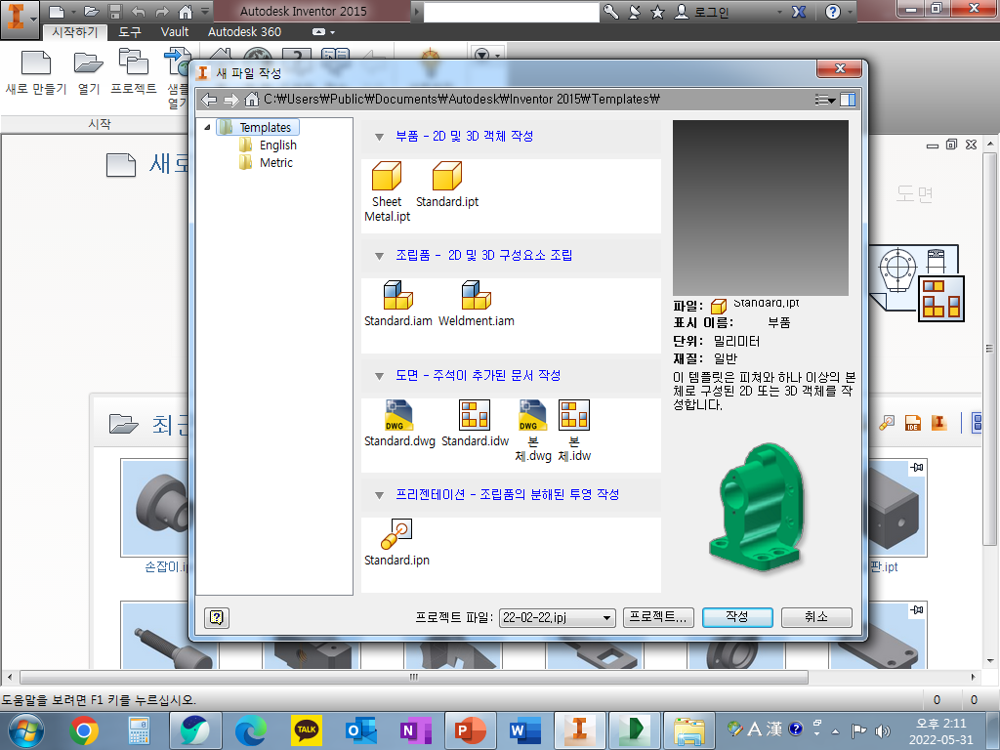 Autodesk Inventor 2015
로그인
시작하기 도구 Vault Autodesk 360
새로 만들기 열기 프로젝트
열기
시작
새 파일 작성
C:₩Users₩Public₩Documents₩Autodesk₩Inventor 2015₩Templates₩
Templates
English
Metric
부품 - 2D 및 3D 객체 작성
Sheet
Metal.ipt
Standard.ipt
조립품 - 2D 및 3D 구성요소 조립
Standard.iam Weldment.iam
도면 - 주석이 추가된 문서 작성
DWG
DWG
Standard.dwg Standard.idw
본
체.dwg
본
체.idw
프리젠테이션 - 조립품의 분해된 투영 작성
Standard.ipn
파일: Standard.ipt
표시 이름: 부품
단위: 밀리미터
재질: 일반
이 템플릿은 피쳐와 하나 이상의 본
체로 구성된 2D 또는 3D 객체를 작
성합니다.
프로젝트 파일: 22-02-22.ipj 프로젝트... 작성 취소
도면
손잡이.i
판.ipt
도움말을 보려면 F1 키를 누르십시오.
0 0
TALK
A 漢
오후 2:11
2022-05-31